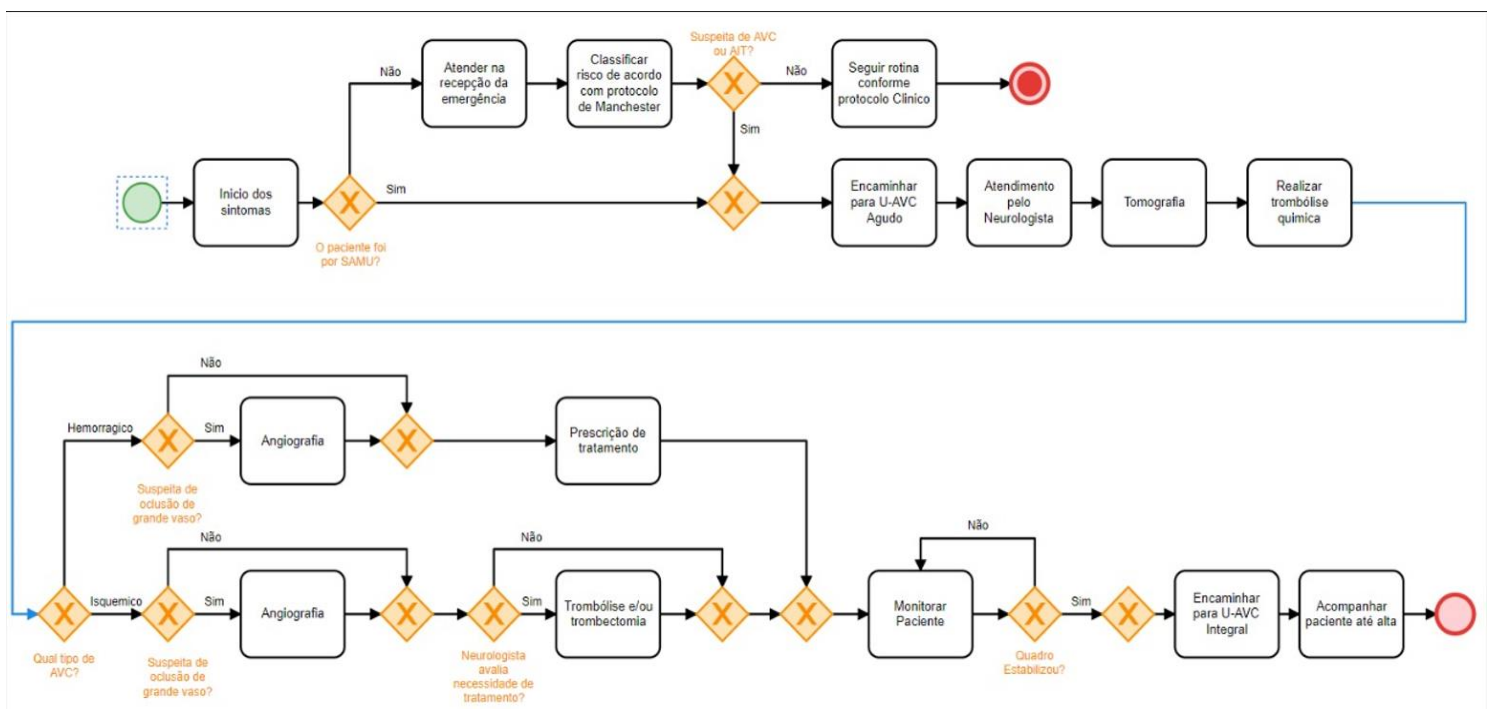 Suspeita de AVC
ou AIT?
Não
Atender na
recepção da
emergência
Classificar
risco de acordo
com protocolo
de Manchester
Não
Seguir rotina
conforme
protocolo Clinico
Sim
Inicio dos
sintomas
Sim
O paciente foi
por SAMU?
Encaminhar
para U-AVC
Agudo
Atendimento
pelo
Neurologista
Tomografia
Realizar
trombólise
quimica
Não
Hemorragico
Sim
Angiografia
Prescrição de
tratamento
Suspeita de
oclusão de
grande vaso?
Não
Não
Não
Isquemico
Sim
Angiografia
Sim
Trombólise e/ou
trombectomia
Monitorar
Paciente
Sim
Encaminhar
para U-AVC
Integral
Acompanhar
paciente até alta
Qual tipo de
AVC?
Suspeita de
oclusão de
grande vaso?
Neurologista
avalia
necessidade de
tratamento?
Quadro
Estabilizou?